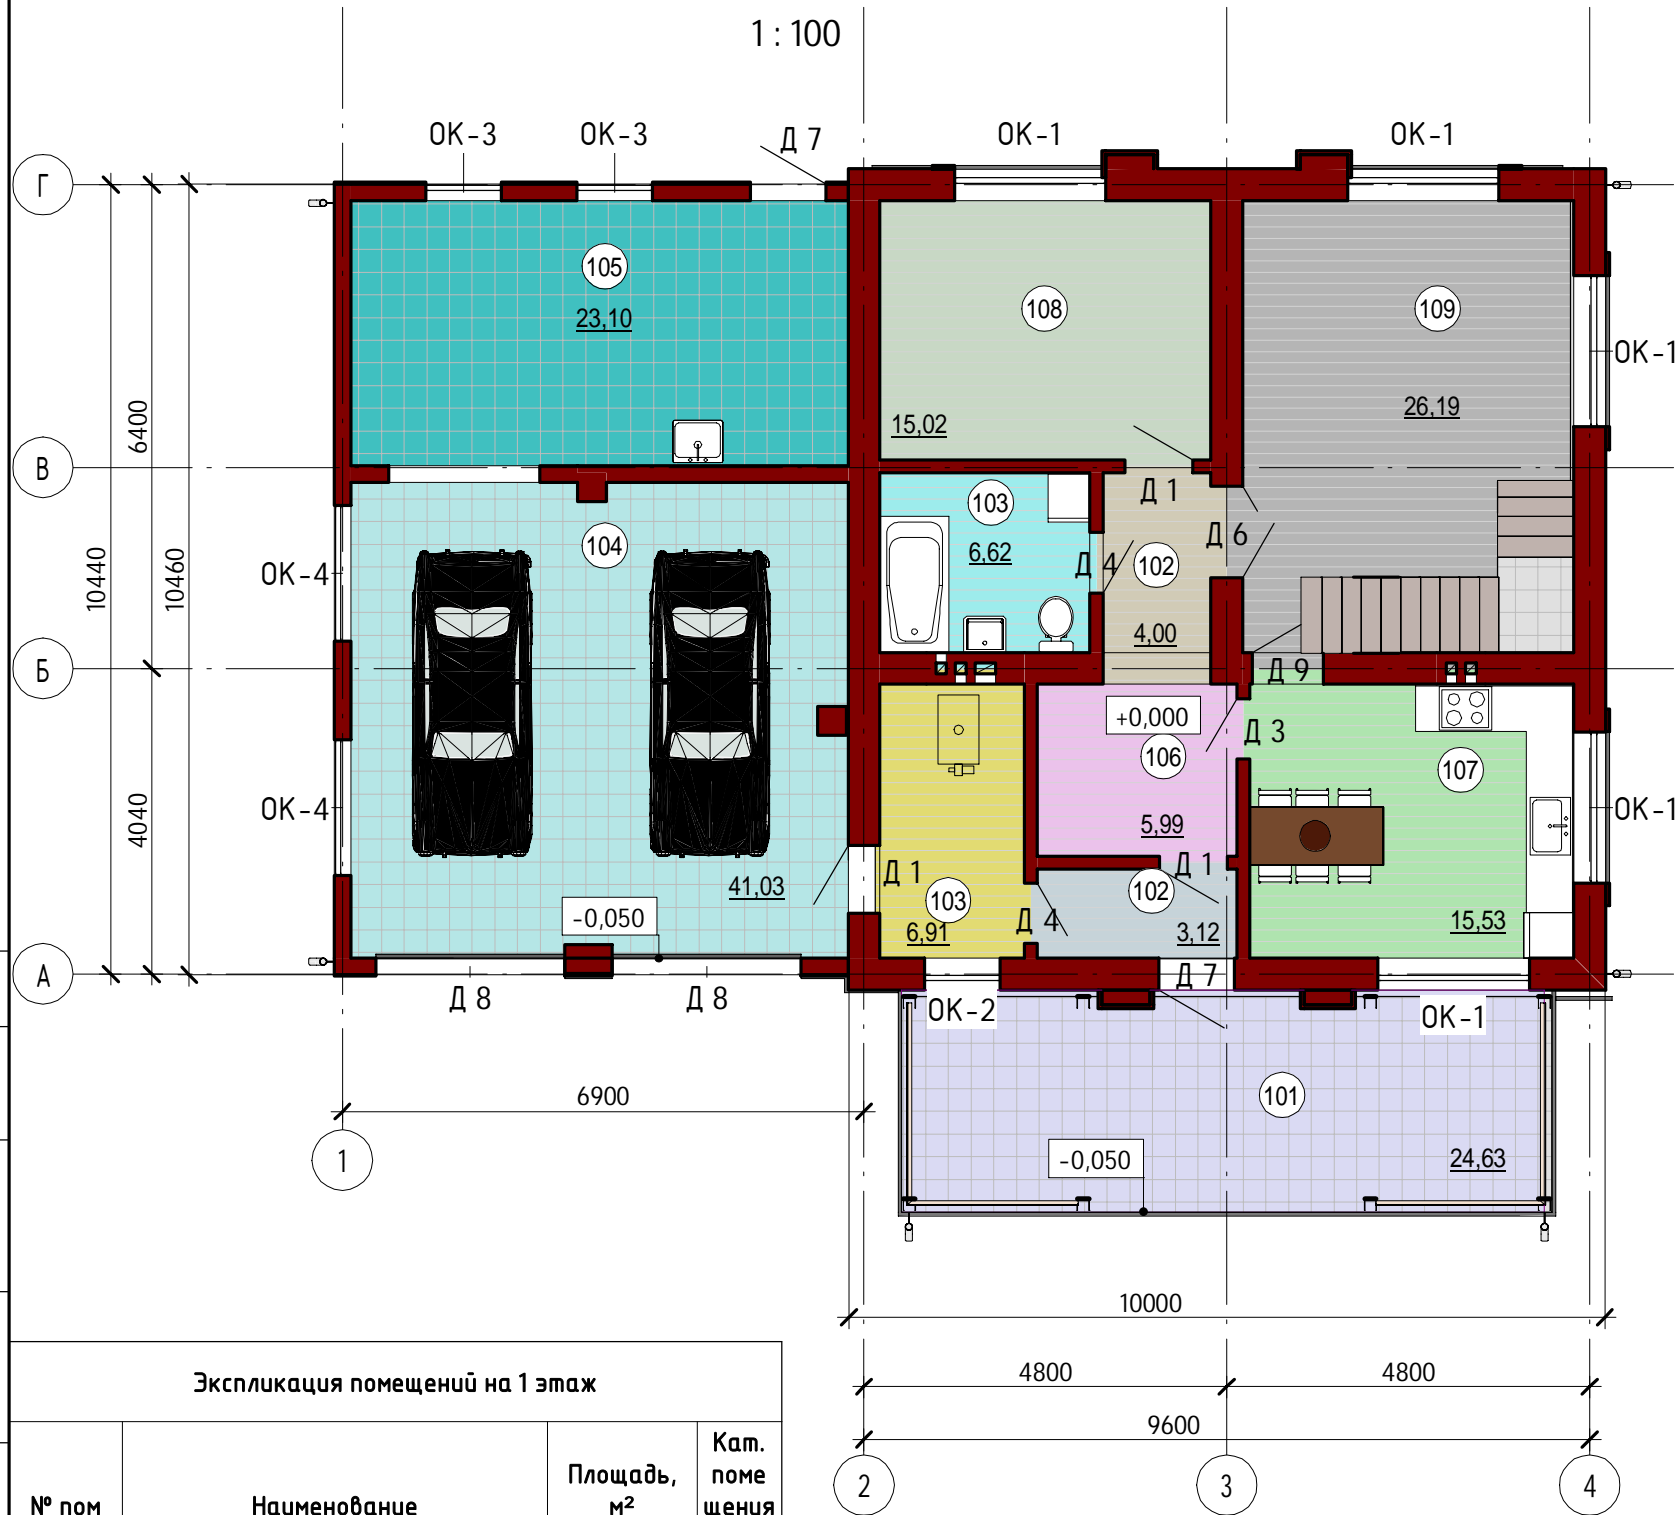 1 : 100
ОК-3
ОК-3
Д 7
ОК-1
ОК-1
Г
105
23,10
108
15,02
109
26,19
ОК-1
6400
В
Д 1
103
6,62
Д 4
102
Д 6
4,00
104
ОК-4
10440
10460
Б
Д 9
+0,000
106
Д 3
107
5,99
4040
ОК-4
ОК-1
41,03
Д 1
103
6,91
Д 4
102
Д 1
3,12
15,53
-0,050
А
Д 8
Д 8
Д 7
ОК-2
ОК-1
6900
101
1
-0,050
24,63
10000
4800
4800
9600
2
3
4
Экспликация помещений на 1 этаж
№ пом
Наименование
Площадь,
м²
Кат.
поме
щения